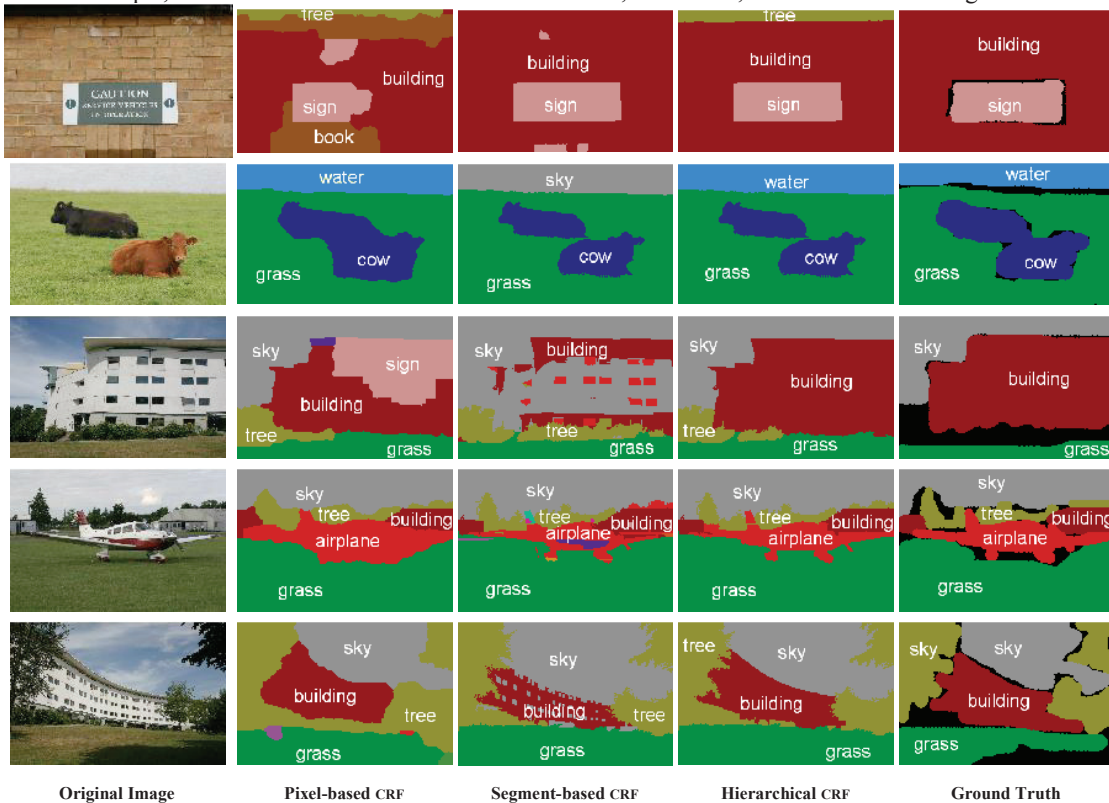 tree tree
building
building building building
CAUTION
SERVICE VEHICLES
IN OPERATION
sign sign sign sign
book
water sky water water
cow cow cow cow
grass grass grass grass
building
sky sky sky sky
sign
building building building
tree tree tree
grass grass grass grass
sky sky sky sky
tree tree tree tree
building building building building
airplane airplane airplane airplane
grass grass grass grass
sky sky tree sky sky sky
building building building building
tree tree
grass grass grass grass
Original Image Pixel-based CRF Segment-based CRF Hierarchical CRF Ground Truth